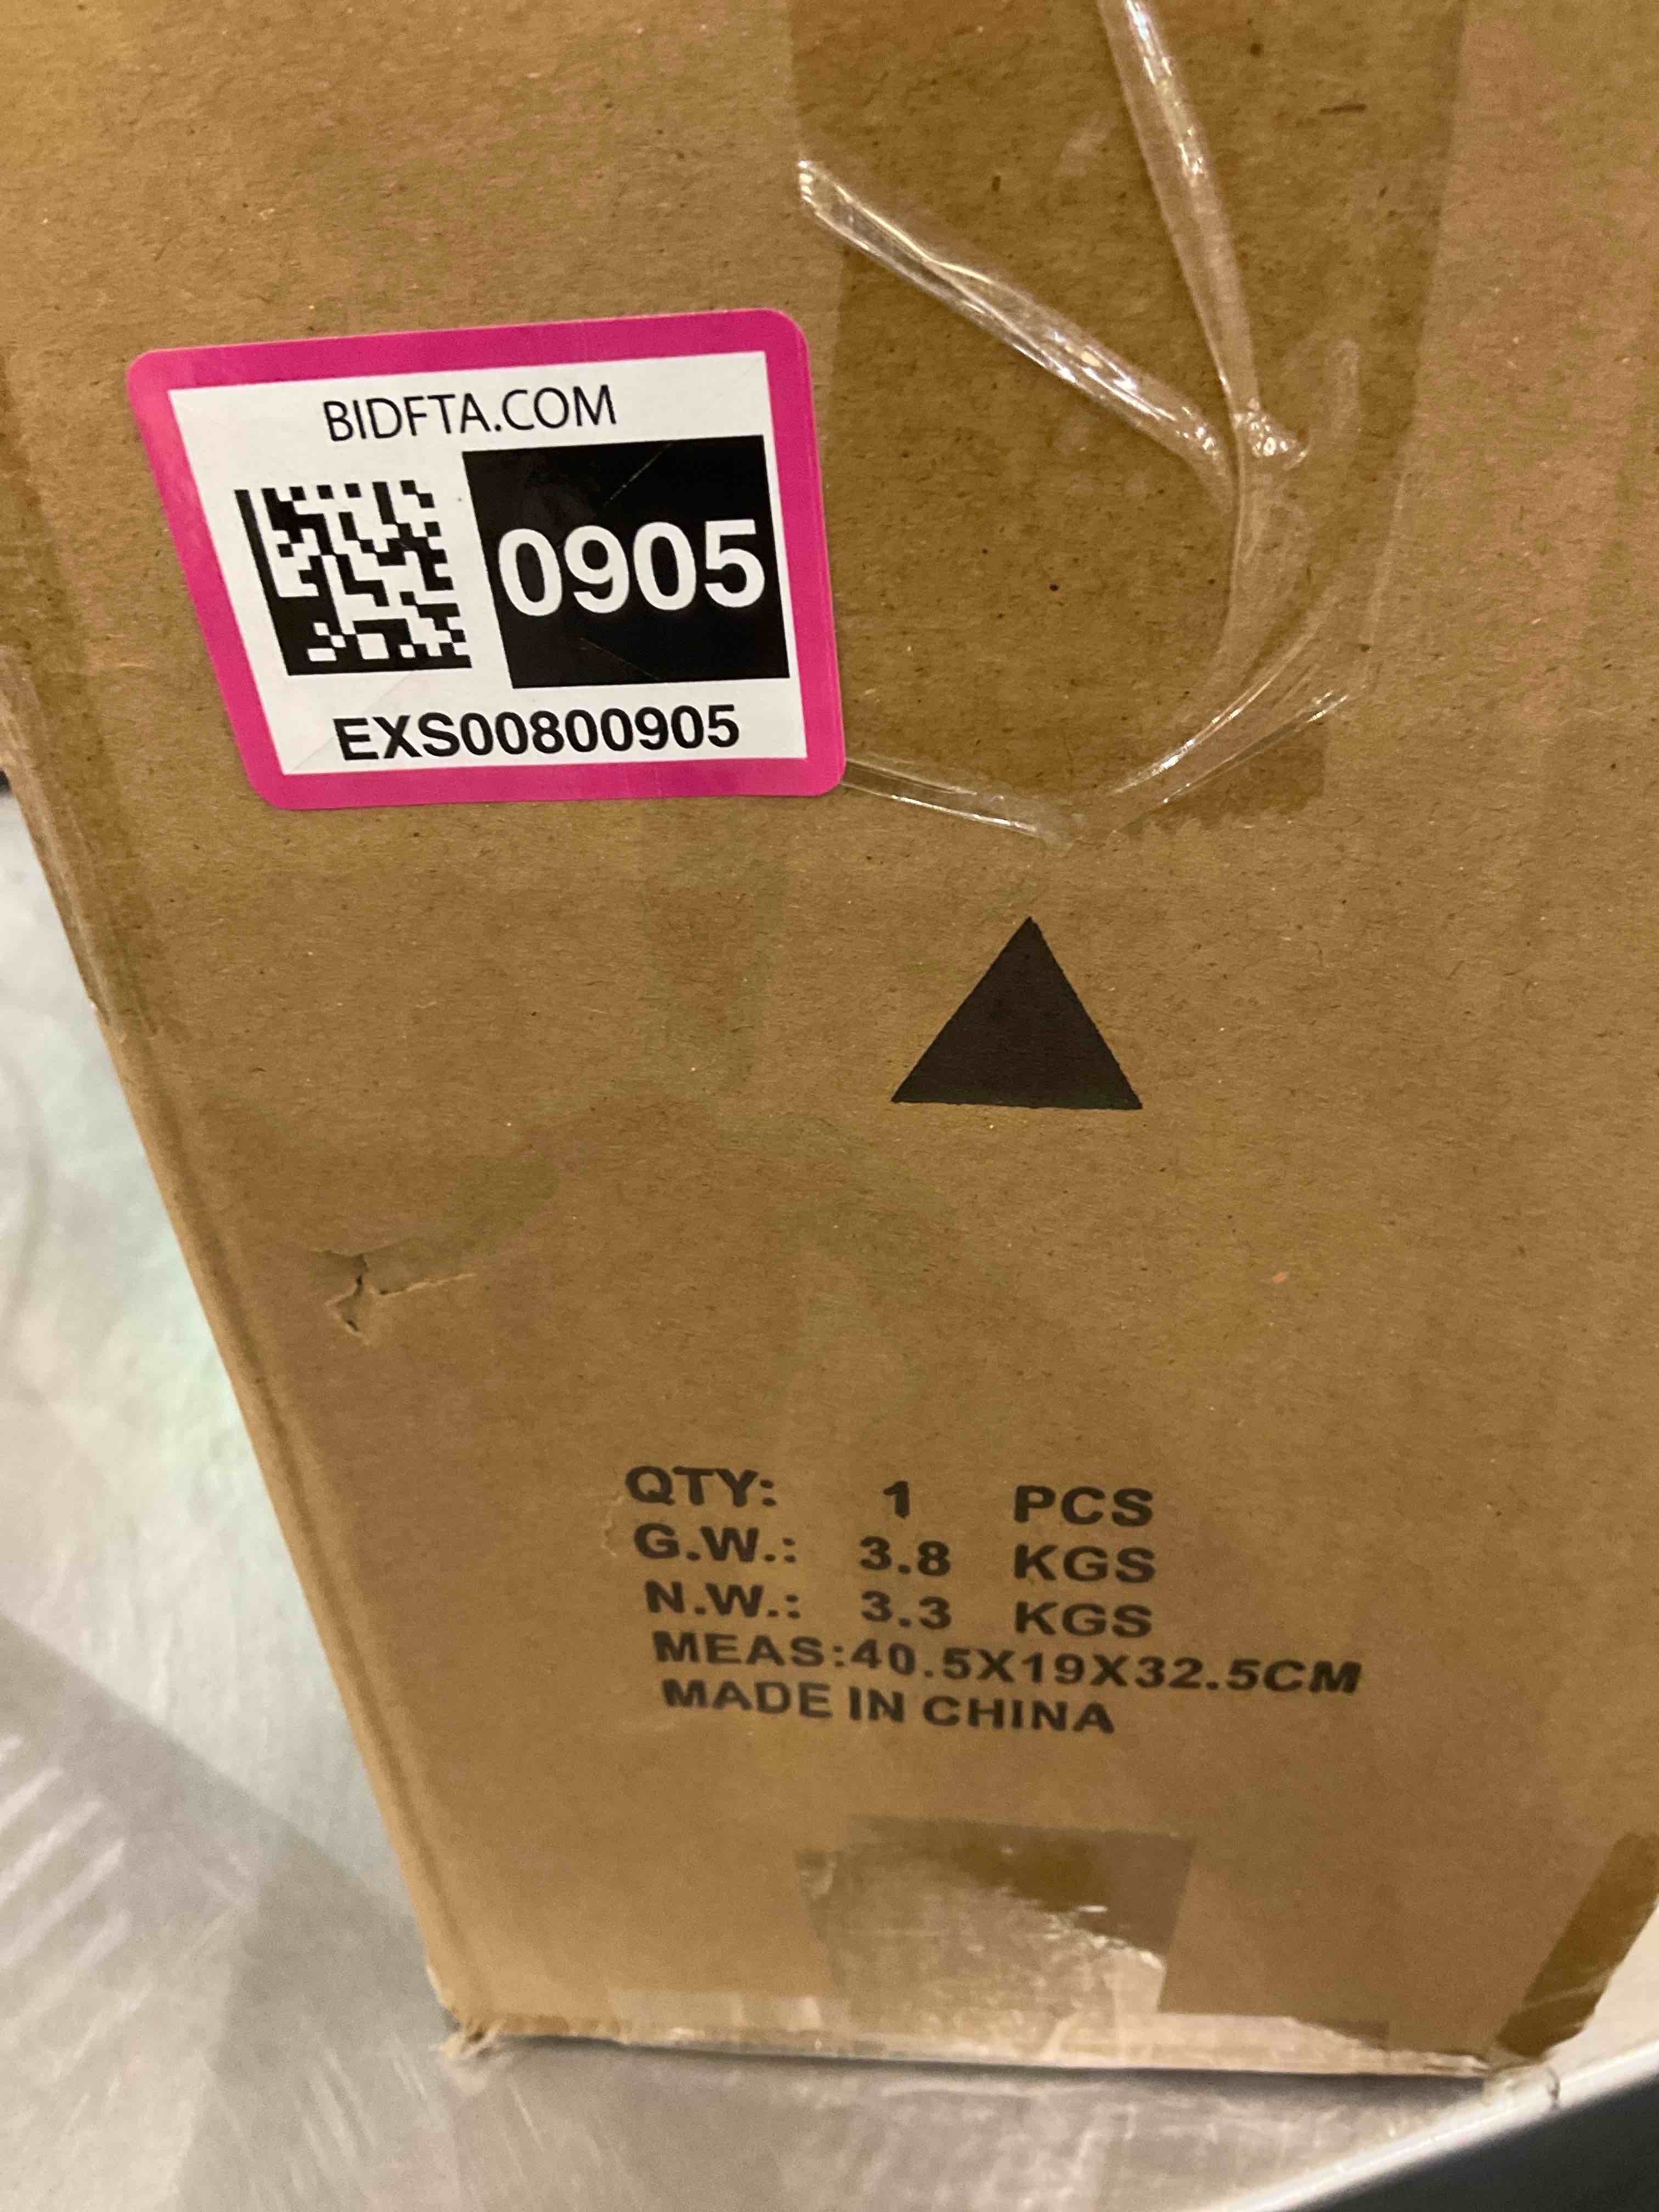 BIDFTA.COM
0905
EXS00800905
QTY: 1 PCS
G.W.: 3.8 KGS
N.W.: 3.3 KGS
MEAS:40.5X19X32.5CM
MADE IN CHINA